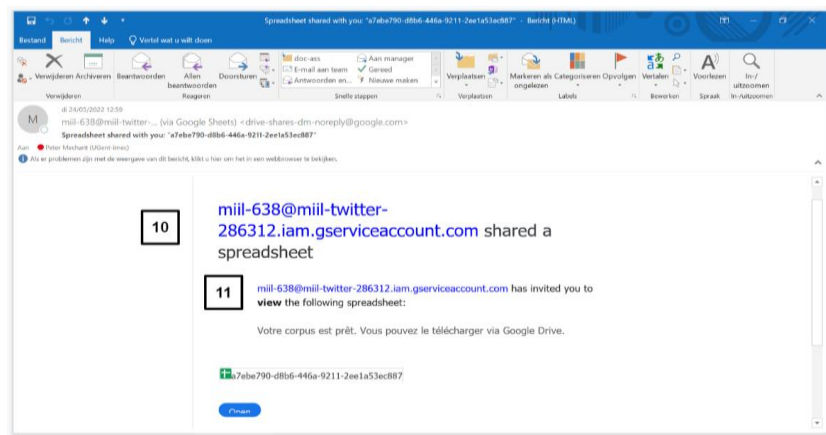 Spreadsheet shared with you: "a7ebe790-d8b6-446a-9211-2ee1a53ec887" - Bericht (HTML)
Bestand Bericht Help Vertel wat u wilt doen
Verwijderen Archiveren
Beantwoorden Allen beantwoorden Doorsturen
doc-ass Aan manager
E-mail aan team Gereed
Antwoorden en... Nieuwe maken
Verplaatsen
Markeren als ongelezen Categoriseren Opvolgen
Vertalen
Voorlezen
In-/uitzoomen
Verwijderen Reageren Snelle stappen Verplaatsen Labels Bewerken Spraak In-/uitzoomen
di 24/05/2022 12:59
M
miil-638@miil-twitter-... (via Google Sheets) <drive-shares-dm-noreply@google.com>
Spreadsheet shared with you: "a7ebe790-d8b6-446a-9211-2ee1a53ec887"
Aan Peter Mechant (UGent-imec)
Als er problemen zijn met de weergave van dit bericht, klikt u hier om het in een webbrowser te bekijken.
10
miil-638@miil-twitter-
286312.iam.gserviceaccount.com shared a
spreadsheet
11
miil-638@miil-twitter-286312.iam.gserviceaccount.com has invited you to
view the following spreadsheet:
Votre corpus est prêt. Vous pouvez le télécharger via Google Drive.
a7ebe790-d8b6-446a-9211-2ee1a53ec887
Open